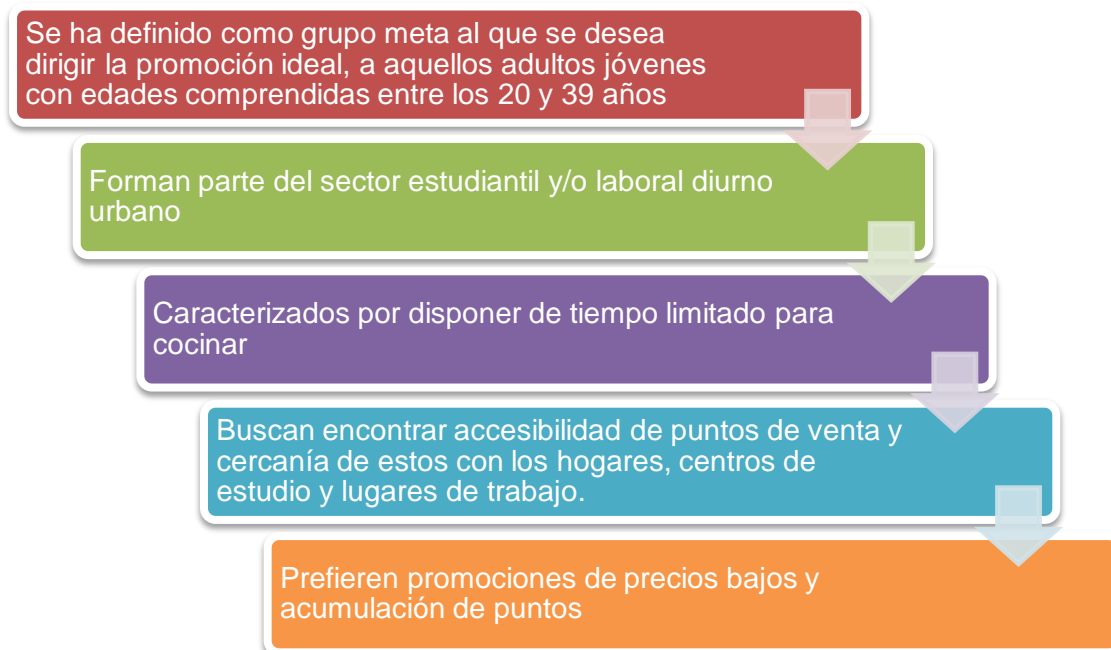 Se ha definido como grupo meta al que se desea
dirigir la promoción ideal, a aquellos adultos jóvenes
con edades comprendidas entre los 20 y 39 años
Forman parte del sector estudiantil y/o laboral diurno
urbano
Caracterizados por disponer de tiempo limitado para
cocinar
Buscan encontrar accesibilidad de puntos de venta y
cercanía de estos con los hogares, centros de
estudio y lugares de trabajo.
Prefieren promociones de precios bajos y
acumulación de puntos